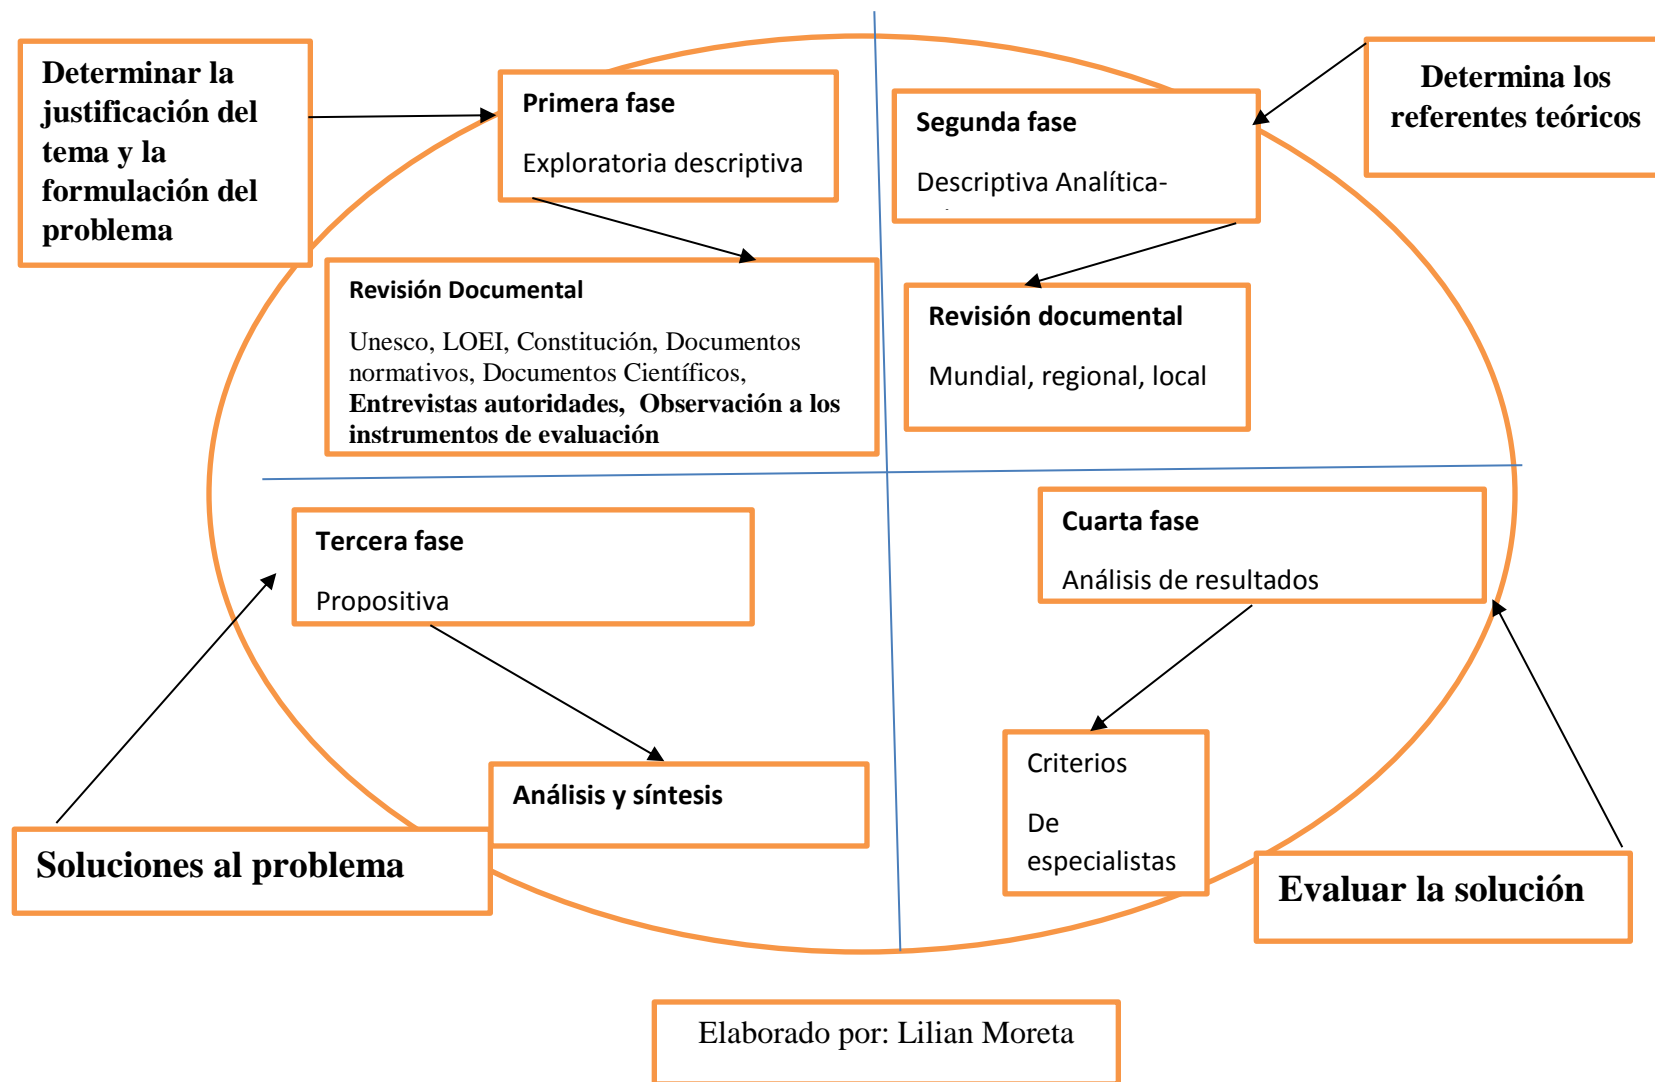 Determinar la
justificación del
tema y la
formulación del
problema
Primera fase
Exploratoria descriptiva
Revisión Documental
Unesco, LOEI, Constitución, Documentos
normativos, Documentos Científicos,
Entrevistas autoridades, Observación a los
instrumentos de evaluación
Segunda fase
Descriptiva Analítica-
Determina los
referentes teóricos
Revisión documental
Mundial, regional, local
Tercera fase
Propositiva
Análisis y síntesis
Soluciones al problema
Cuarta fase
Análisis de resultados
Criterios
De
especialistas
Evaluar la solución
Elaborado por: Lilian Moreta